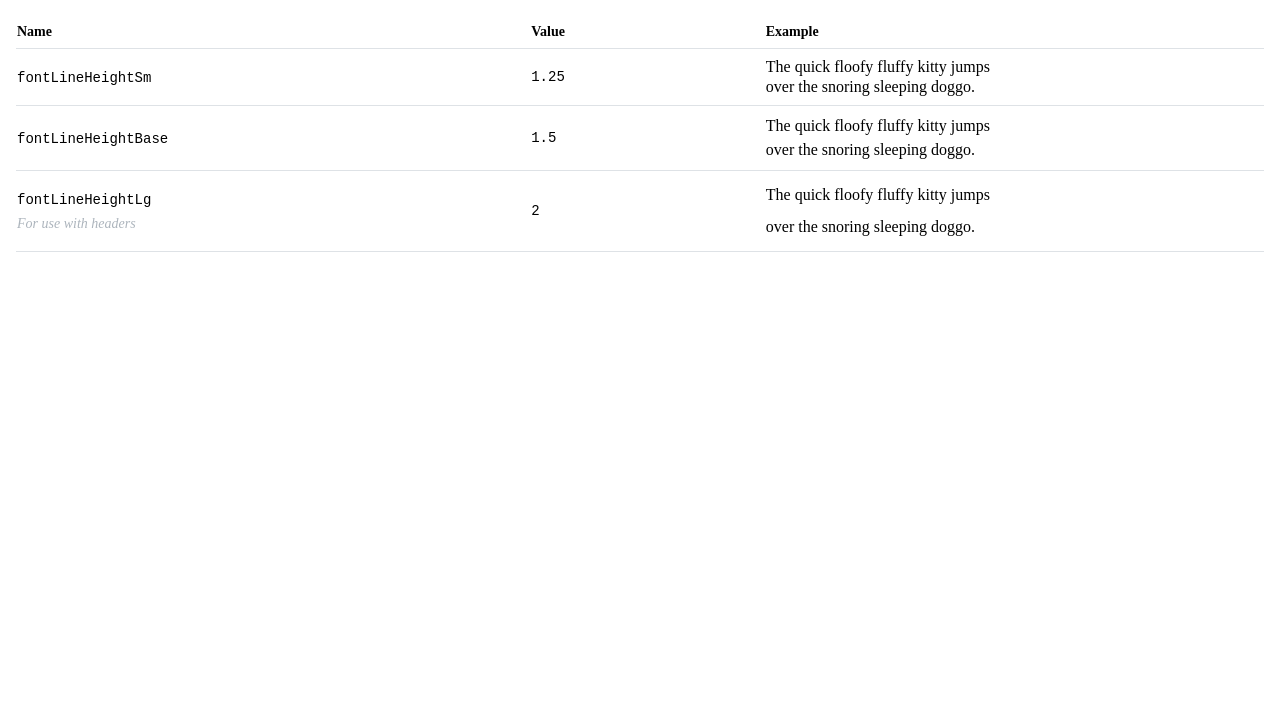 Name Value Example
fontLineHeightSm 1.25 The quick floofy fluffy kitty jumps
over the snoring sleeping doggo.
fontLineHeightBase 1.5 The quick floofy fluffy kitty jumps
over the snoring sleeping doggo.
fontLineHeightLg 2 The quick floofy fluffy kitty jumps
For use with headers over the snoring sleeping doggo.